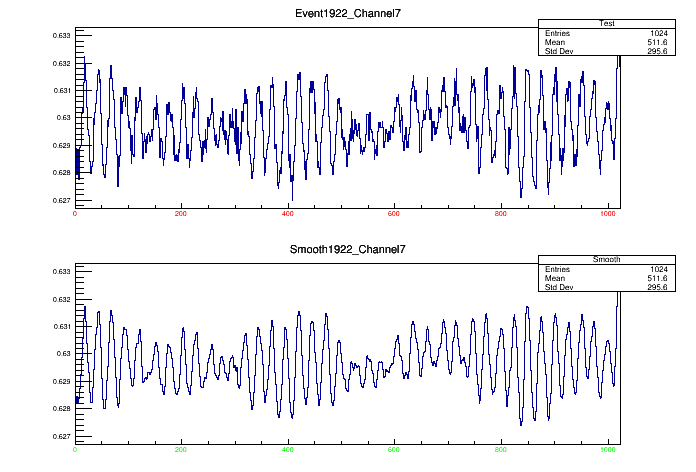 Event1922_Channel7
Test
Entries 1024
Mean 511.6
Std Dev 295.6
0.633
0.632
0.631
0.63
0.629
0.628
0.627
0 200 400 600 800 1000
Smooth1922_Channel7
Smooth
Entries 1024
Mean 511.6
Std Dev 295.6
0.633
0.632
0.631
0.63
0.629
0.628
0.627
0 200 400 600 800 1000